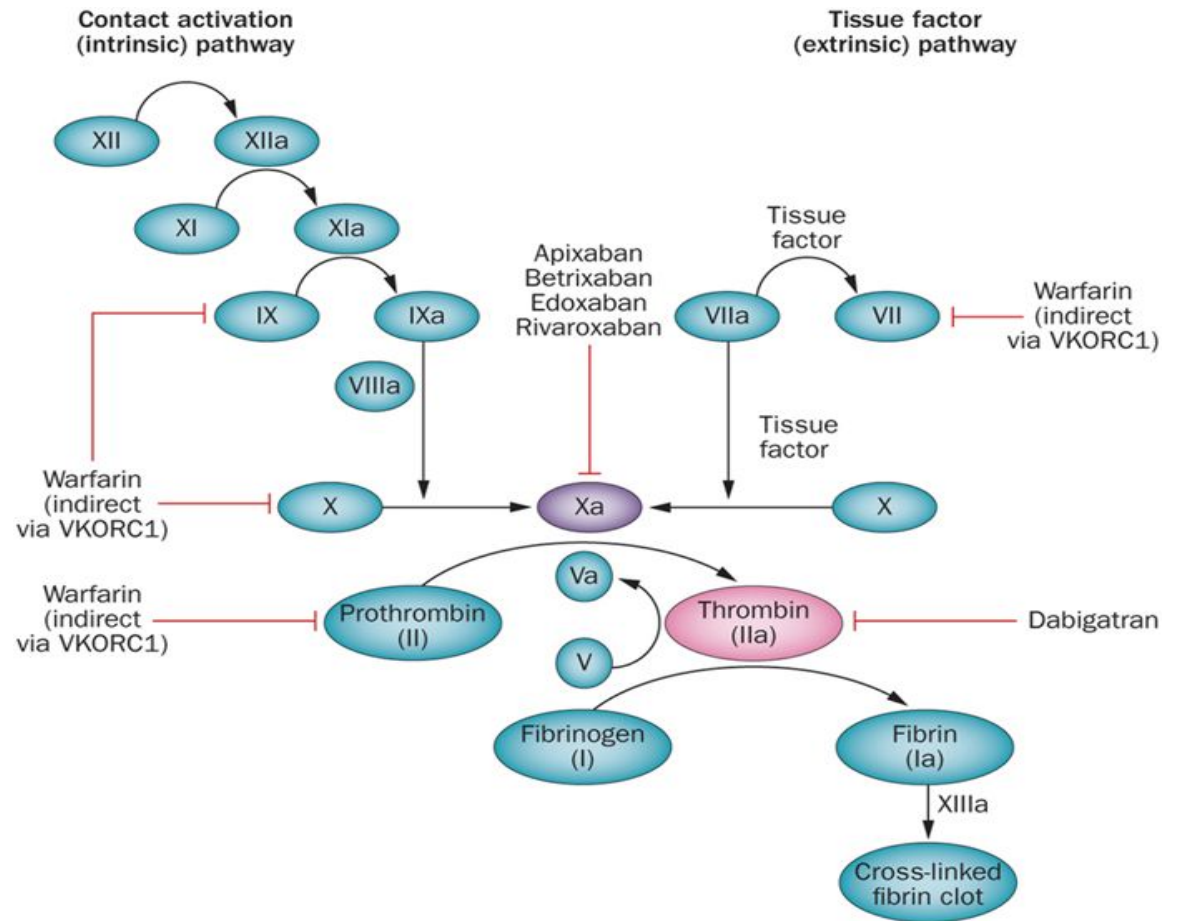 Contact activation
(intrinsic) pathway
Tissue factor
(extrinsic) pathway
XII
XIIa
XI
XIa
Tissue
factor
Apixaban
Betrixaban
Edoxaban
Rivaroxaban
IX
IXa
VIIa
VII
Warfarin
(indirect
via VKORC1)
VIIIa
Tissue
factor
Warfarin
(indirect
via VKORC1)
X
Xa
X
Va
Warfarin
(indirect
via VKORC1)
Prothrombin
(II)
Thrombin
(IIa)
Dabigatran
V
Fibrinogen
(I)
Fibrin
(Ia)
XIIIa
Cross-linked
fibrin clot